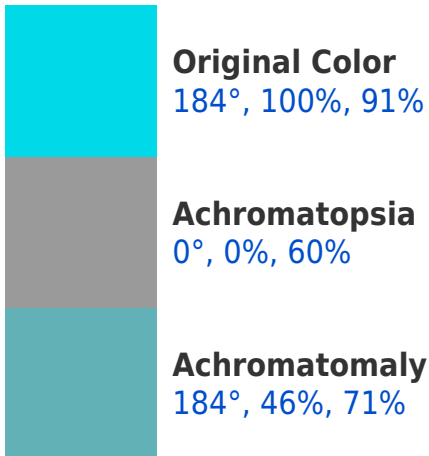 Original Color
184°, 100%, 91%
Achromatopsia
0°, 0%, 60%
Achromatomaly
184°, 46%, 71%